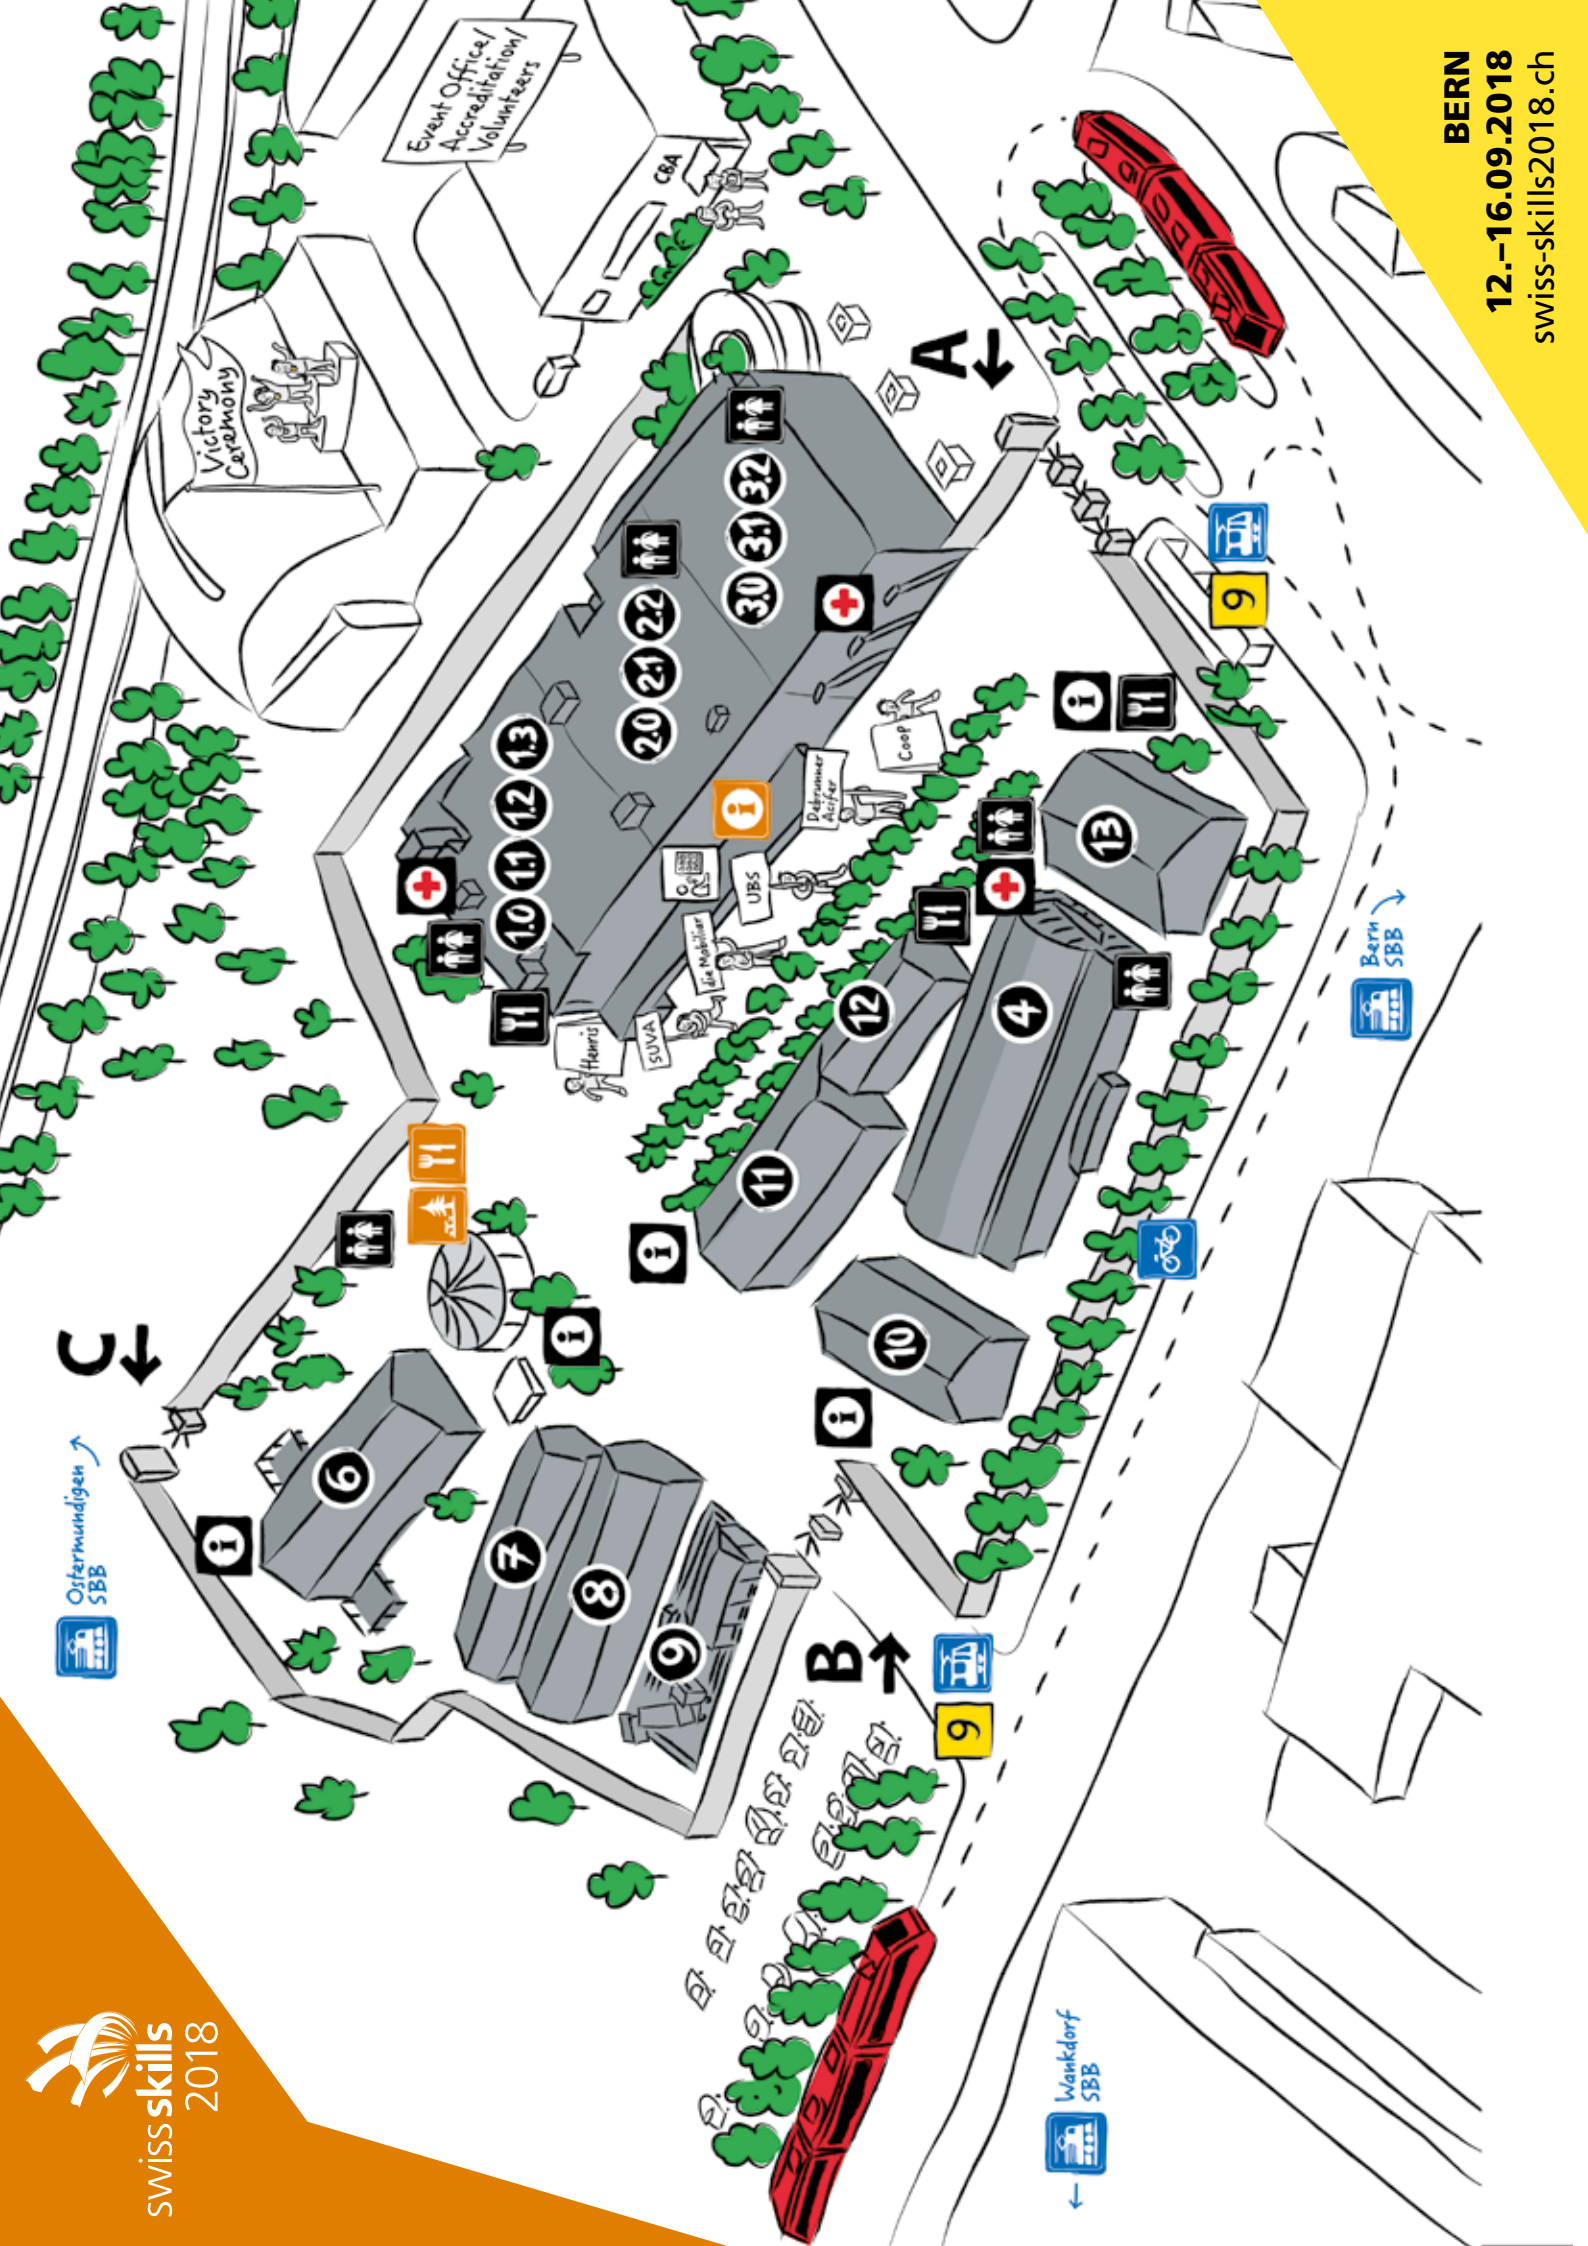 swissskills
2018
Ostermundigen
SBB
C
Victory
Ceremony
6
Event Office/
Accreditation/
Volunteers
7
1.0 1.1 1.2 1.3
Henris
8
SUVA
2.0 2.1 2.2
CBA
9
die Mobiliar
UBS
3.0 3.1 3.2
11
Debrunner
Acifer
B
12
10
Coop
A
9
4
Wankdorf
SBB
13
9
Bern
SBB
BERN
12.–16.09.2018
swiss-skills2018.ch